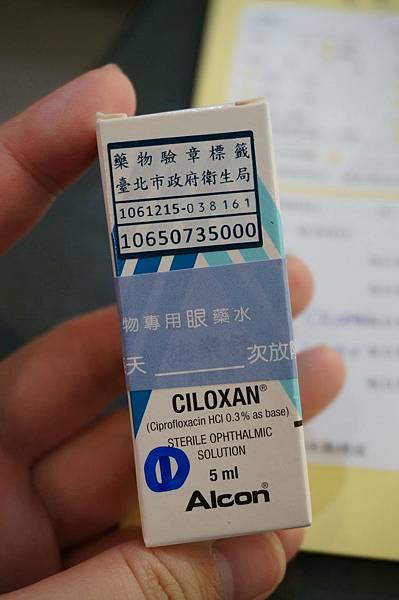 藥物驗章標籤
臺北市政府衛生局
1061215-038161
10650735000
物專用眼藥水
天 ______ 次放
CILOXAN®
(Ciprofloxacin HCl 0.3% as base)
STERILE OPHTHALMIC
SOLUTION
5 ml
Alcon®